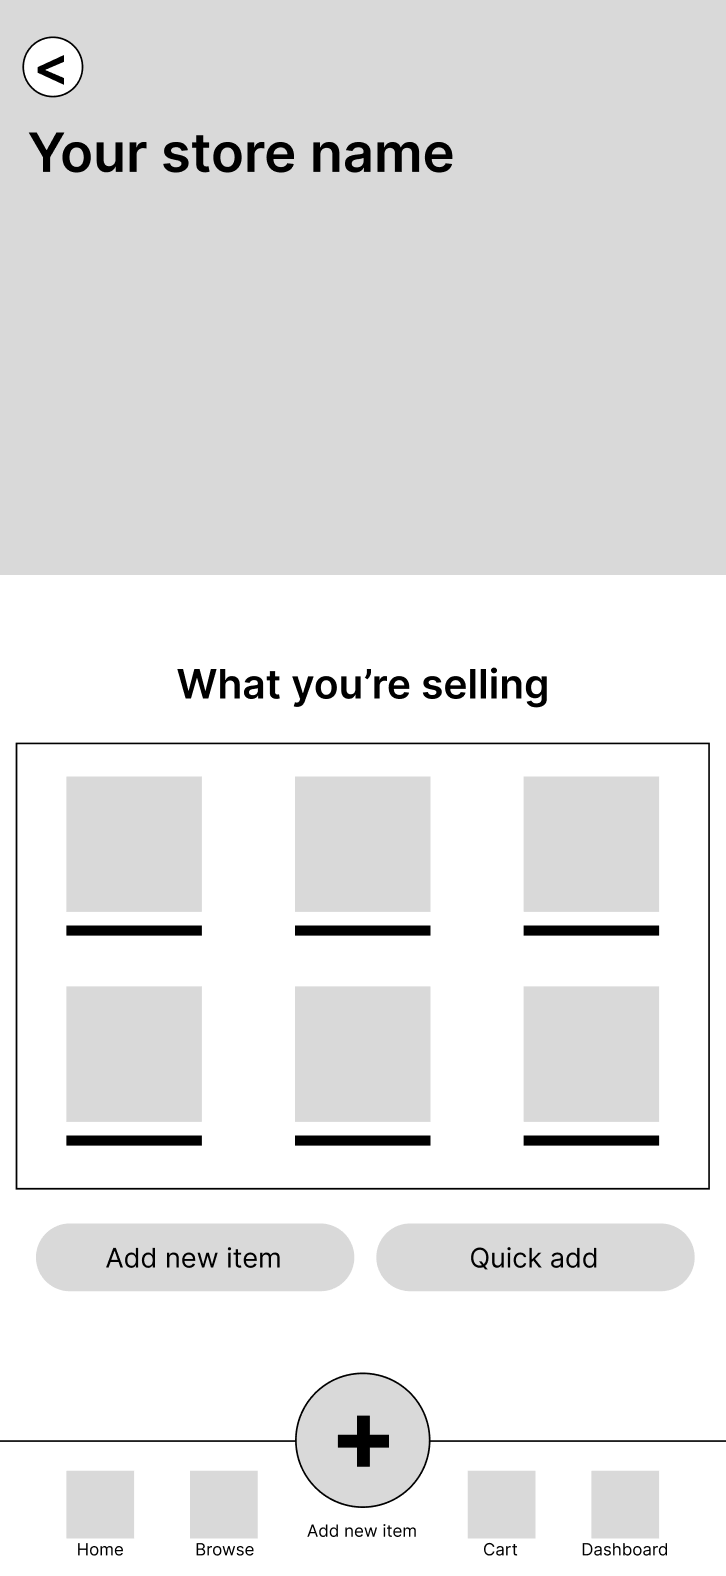 <
Your store name
What you’re selling
Add new item
Quick add
+
Add new item
Home
Browse
Cart
Dashboard